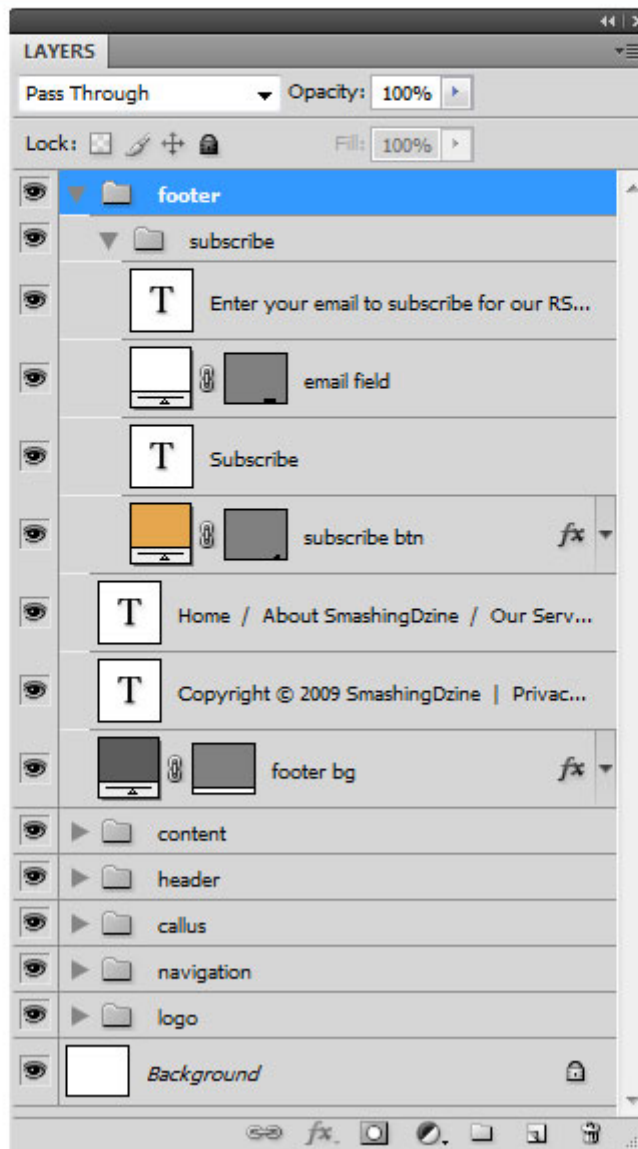 LAYERS
Pass Through Opacity: 100%
Lock: Fill: 100%
footer
subscribe
T Enter your email to subscribe for our RS...
email field
T Subscribe
subscribe btn fx
T Home / About SmashingDzine / Our Serv...
T Copyright © 2009 SmashingDzine | Privac...
footer bg fx
content
header
callus
navigation
logo
Background
fx.